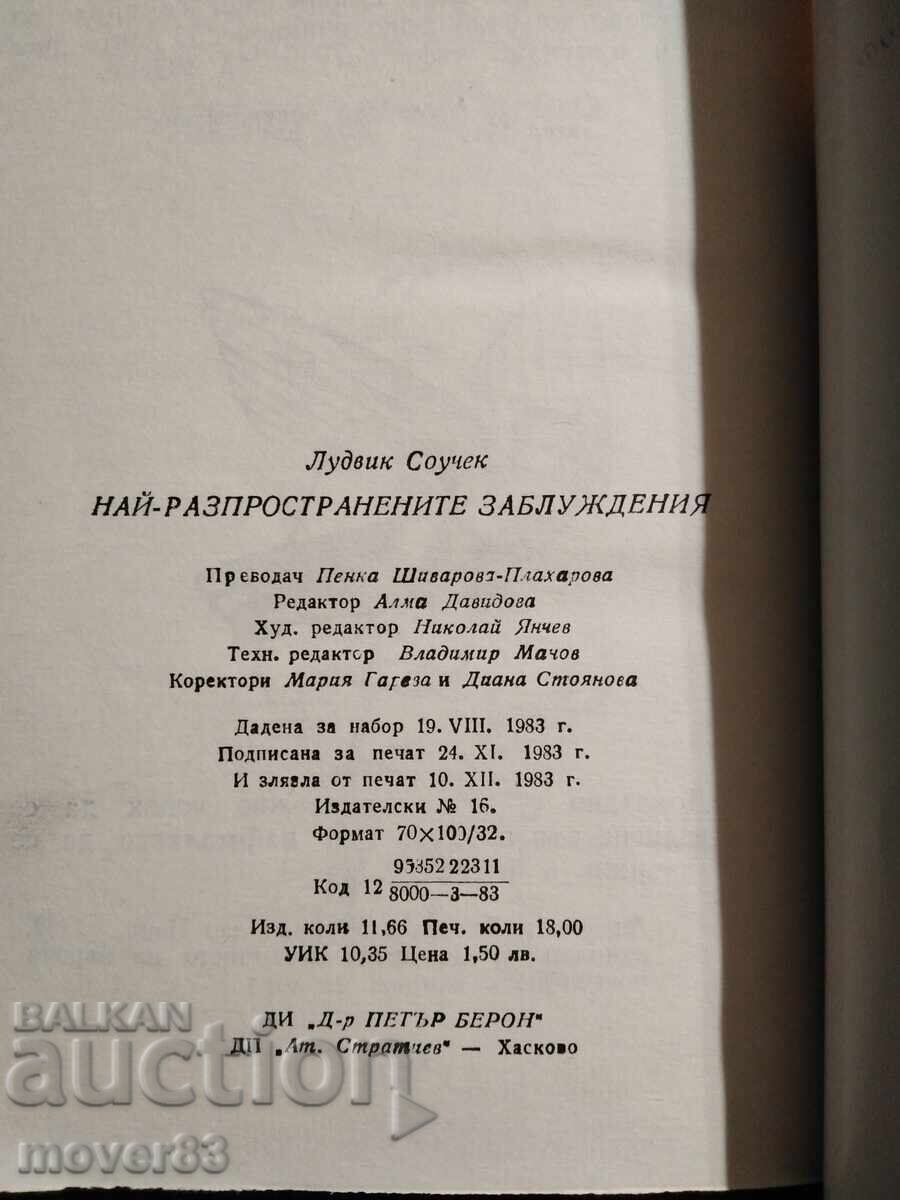 Лудвик Соучек
НАЙ-РАЗПРОСТРАНЕНИТЕ ЗАБЛУЖДЕНИЯ
Преводач Пенка Шиварова-Плахарова
Редактор Алма Давидова
Худ. редактор Николай Янчев
Техн. редактор Владимир Мачов
Коректори Мария Гагеза и Диана Стоянова
Дадена за набор 19. VIII. 1983 г.
Подписана за печат 24. XI. 1983 г.
И злязла от печат 10. XII. 1983 г.
Издателски № 16.
Формат 70×100/32.
95352 22311
Код 12 8000—3—83
Изд. коли 11,66 Печ. коли 18,00
УИК 10,35 Цена 1,50 лв.
ДИ „Д-р ПЕТЪР БЕРОН"
ДП „Ат. Стратиев" — Хасково
BALKAN
auction
mover83